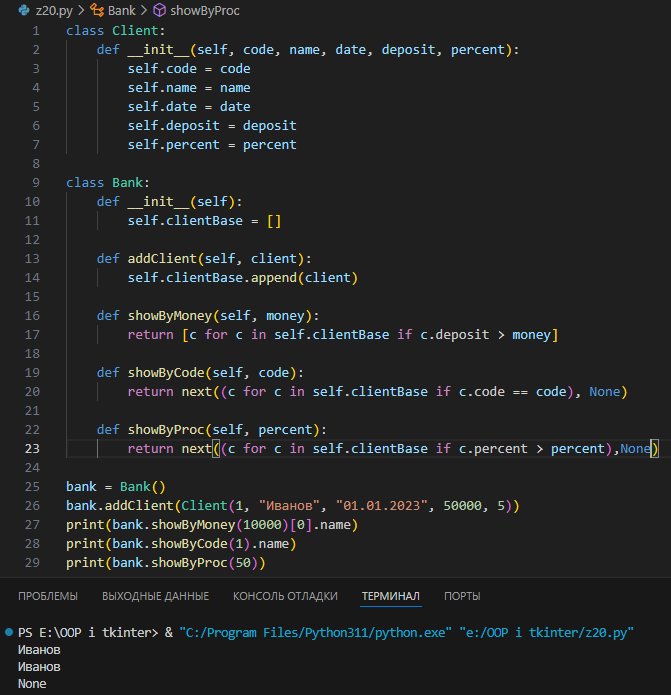 z20.py > Bank > showByProc
1 class Client:
2     def __init__(self, code, name, date, deposit, percent):
3         self.code = code
4         self.name = name
5         self.date = date
6         self.deposit = deposit
7         self.percent = percent
8
9 class Bank:
10     def __init__(self):
11         self.clientBase = []
12
13     def addClient(self, client):
14         self.clientBase.append(client)
15
16     def showByMoney(self, money):
17         return [c for c in self.clientBase if c.deposit > money]
18
19     def showByCode(self, code):
20         return next((c for c in self.clientBase if c.code == code), None)
21
22     def showByProc(self, percent):
23         return next((c for c in self.clientBase if c.percent > percent),None)
24
25 bank = Bank()
26 bank.addClient(Client(1, "Иванов", "01.01.2023", 50000, 5))
27 print(bank.showByMoney(10000)[0].name)
28 print(bank.showByCode(1).name)
29 print(bank.showByProc(50))
ПРОБЛЕМЫ ВЫХОДНЫЕ ДАННЫЕ КОНСОЛЬ ОТЛАДКИ ТЕРМИНАЛ ПОРТЫ
PS E:\OOP i tkinter> & "C:/Program Files/Python311/python.exe" "e:/OOP i tkinter/z20.py"
Иванов
Иванов
None